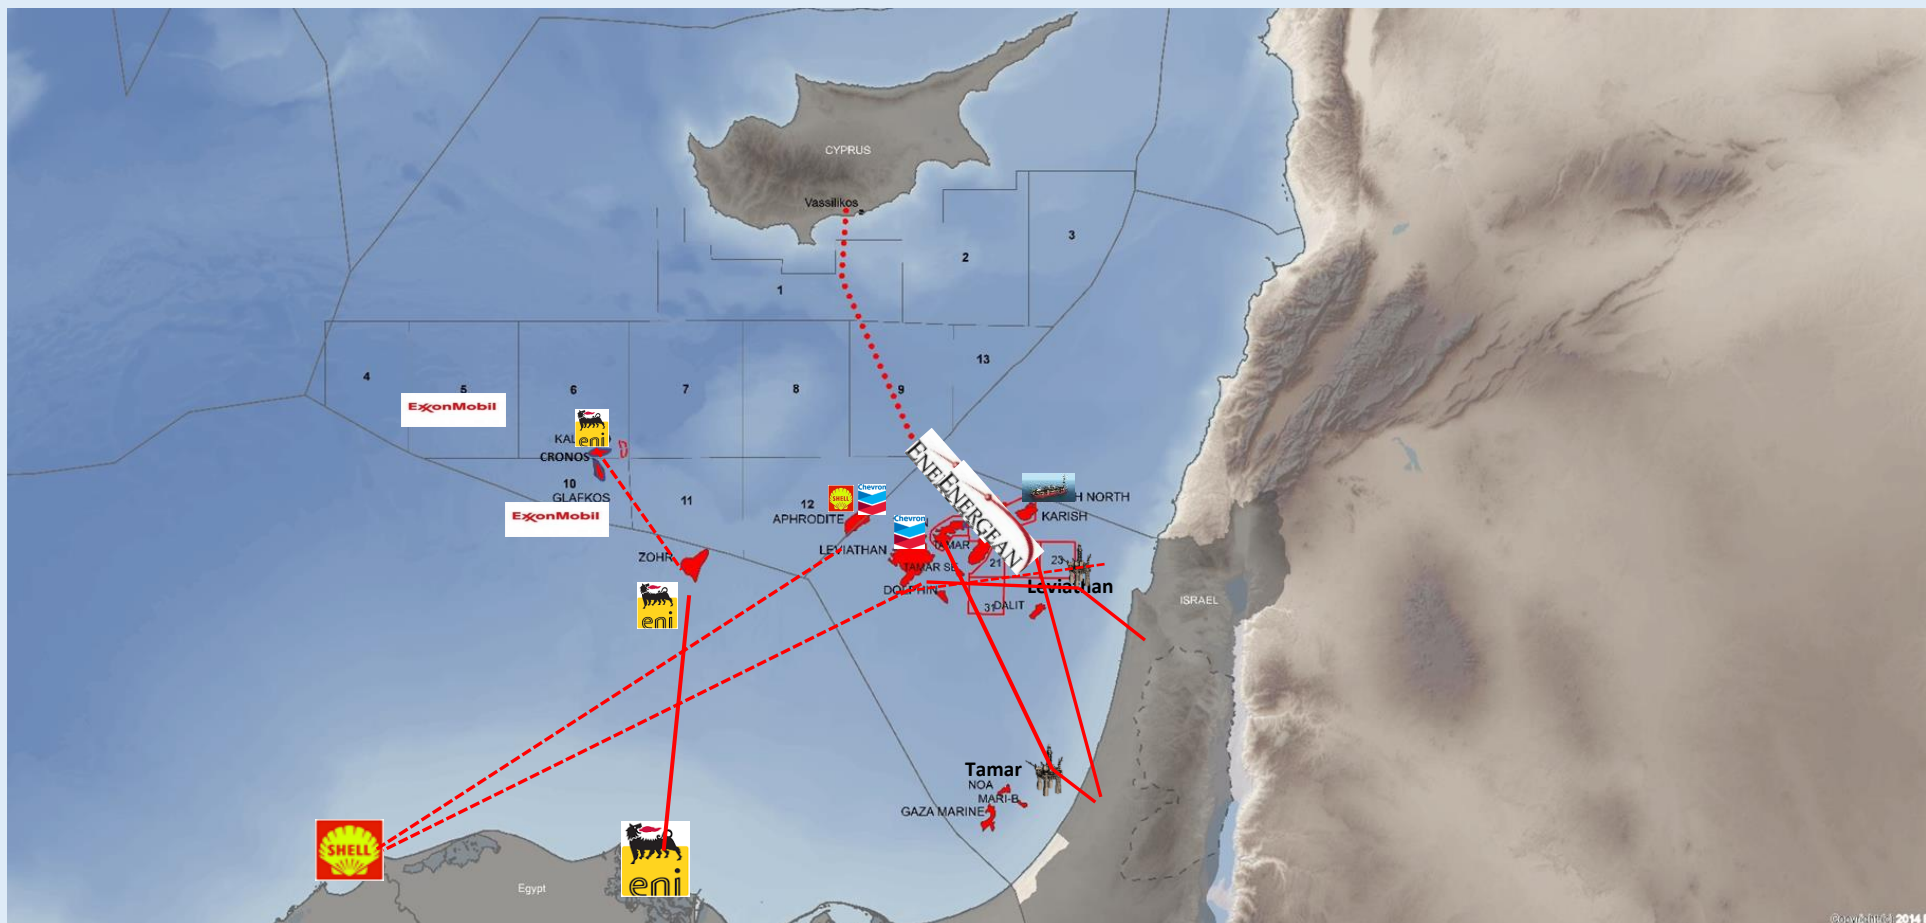 CYPRUS
Vassilikos
3
2
1
13
4
5
6
7
8
9
ExxonMobil
eni
CRONOS
10
GLAFKOS
ExxonMobil
11
12
APHRODITE
SHELL
Chevron
Chevron
ENERGEAN
NORTH
KARISH
ZOHR
LEVIATHAN
TAMAR
TAMAR SE
21
23
DOLPHIN
Leviathan
31
DALIT
eni
ISRAEL
Tamar
NOA
MARI-B
GAZA MARINE
SHELL
eni
Egypt
2014